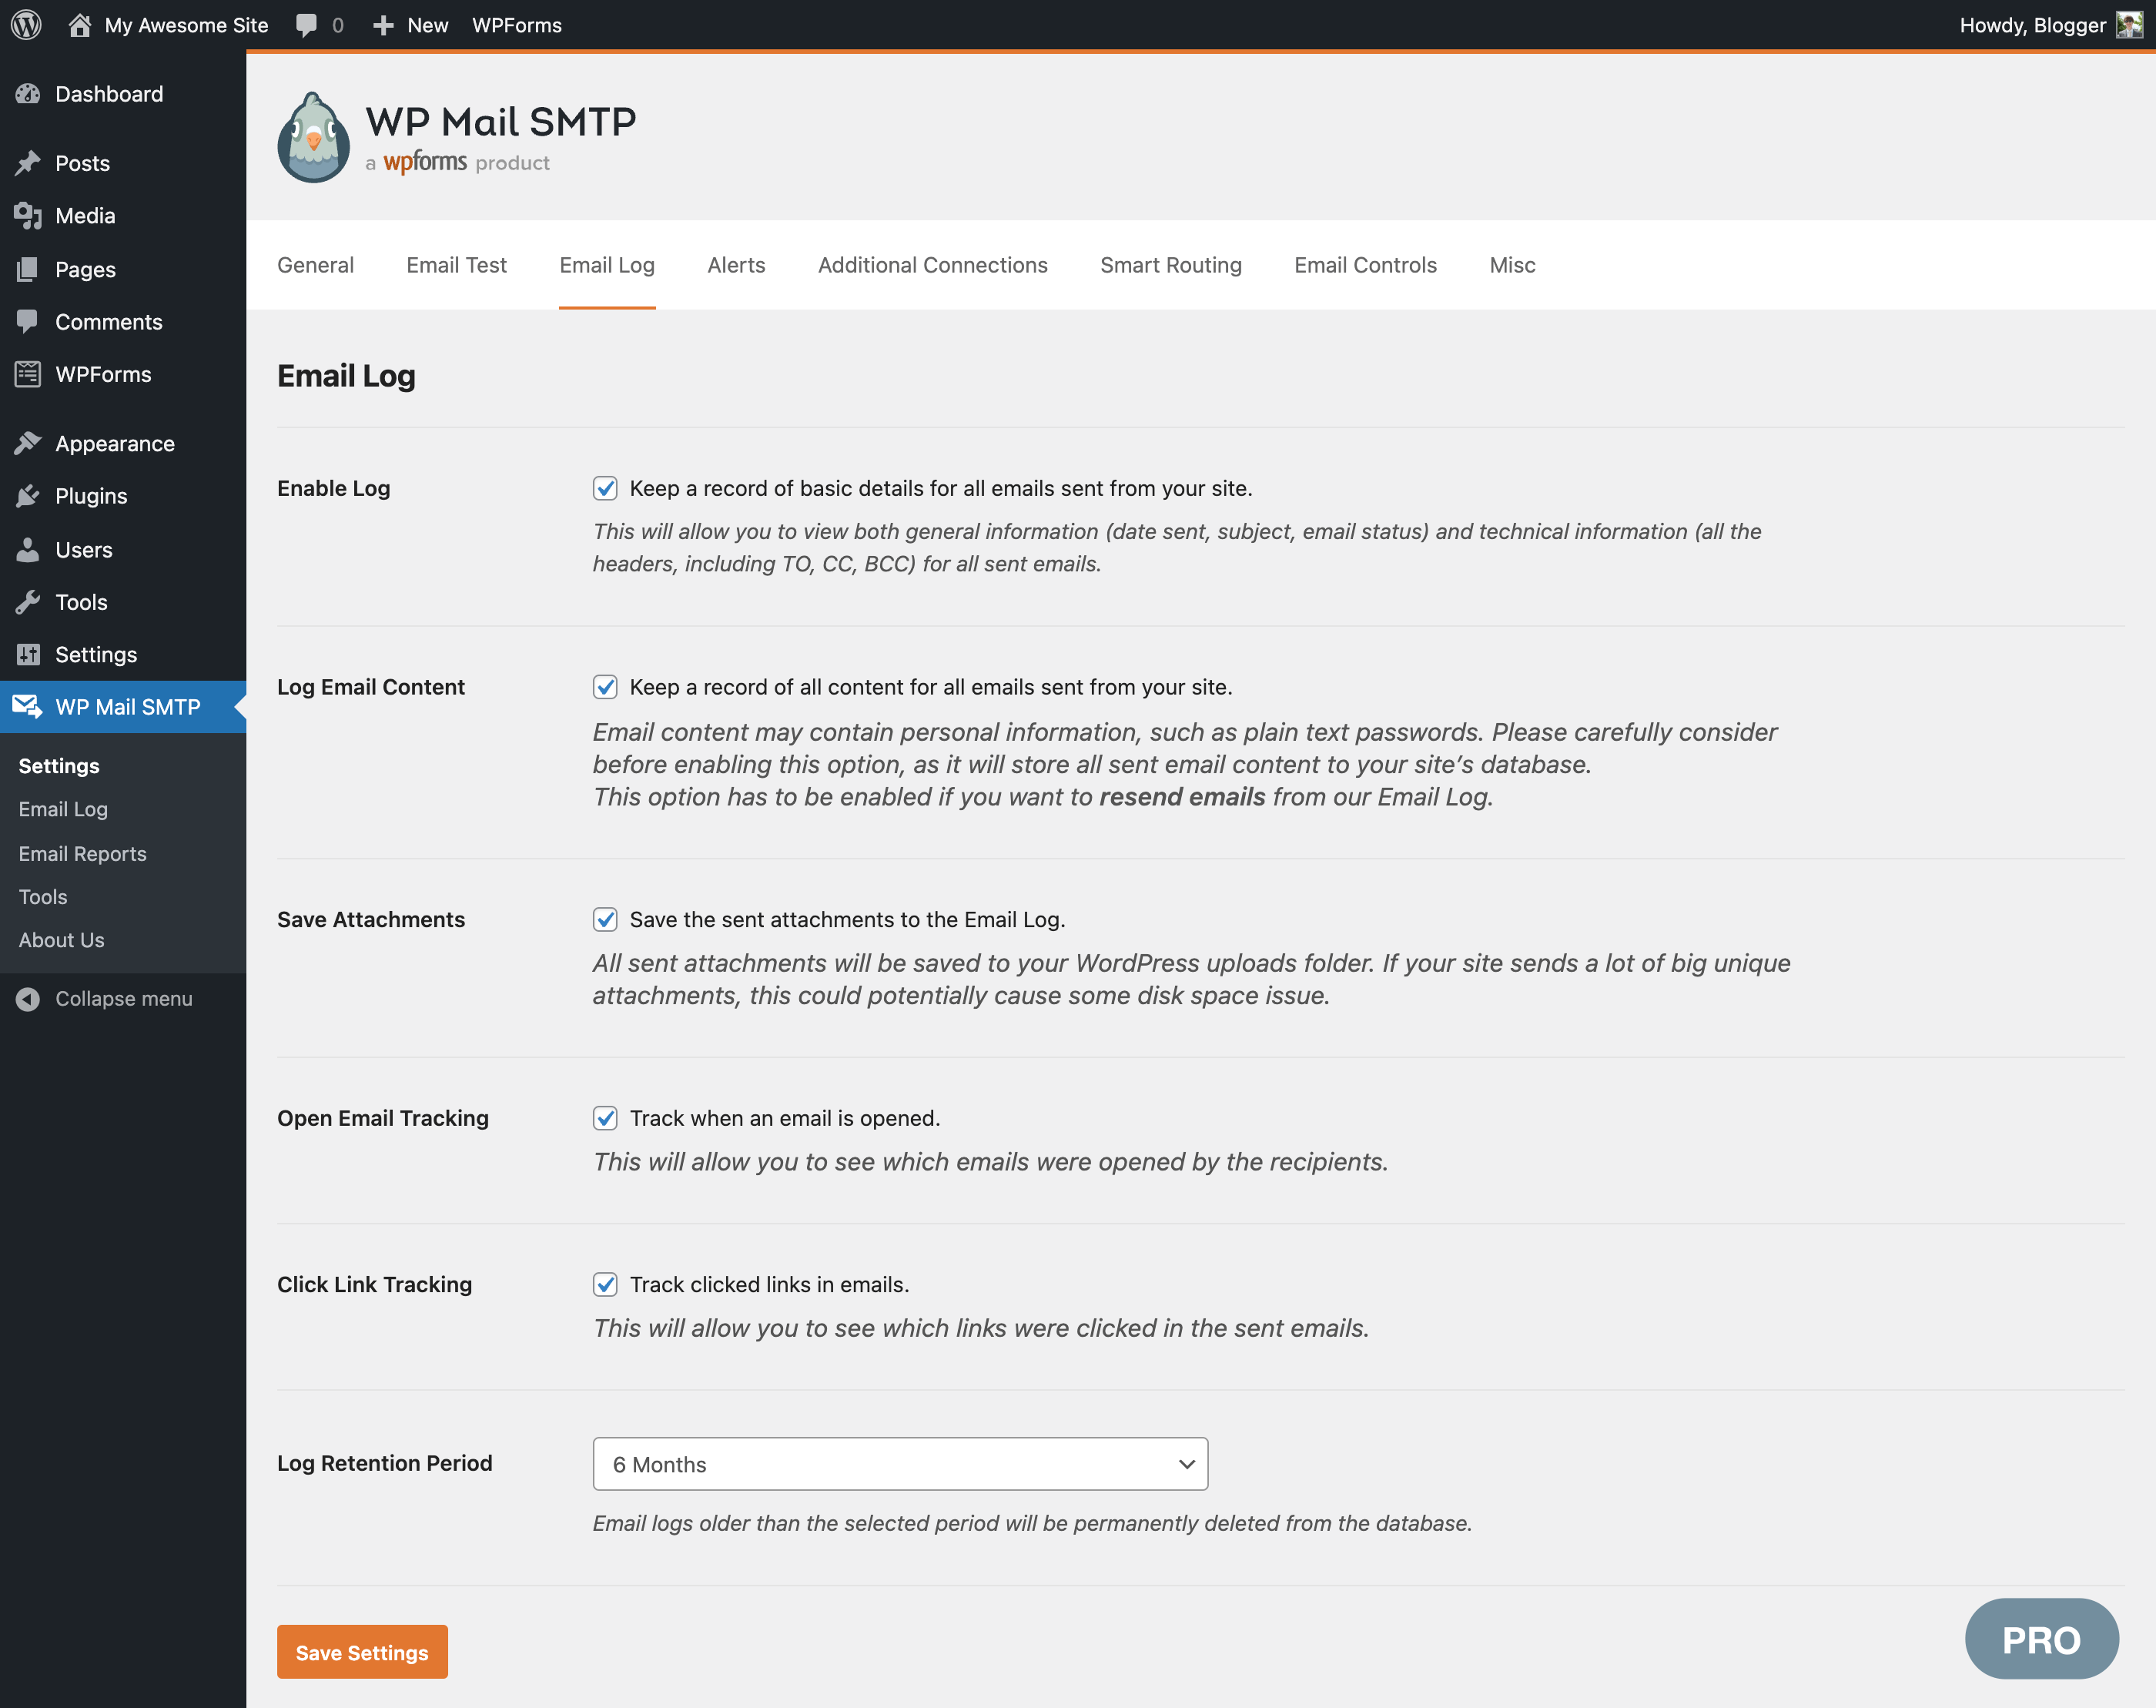 My Awesome Site 0 New WPForms Howdy, Blogger
Dashboard
Posts
Media
Pages
Comments
WPForms
Appearance
Plugins
Users
Tools
Settings
WP Mail SMTP
Settings
Email Log
Email Reports
Tools
About Us
Collapse menu
WP Mail SMTP
a wpforms product
General Email Test Email Log Alerts Additional Connections Smart Routing Email Controls Misc
Email Log
Enable Log
Keep a record of basic details for all emails sent from your site.
This will allow you to view both general information (date sent, subject, email status) and technical information (all the
headers, including TO, CC, BCC) for all sent emails.
Log Email Content
Keep a record of all content for all emails sent from your site.
Email content may contain personal information, such as plain text passwords. Please carefully consider
before enabling this option, as it will store all sent email content to your site’s database.
This option has to be enabled if you want to resend emails from our Email Log.
Save Attachments
Save the sent attachments to the Email Log.
All sent attachments will be saved to your WordPress uploads folder. If your site sends a lot of big unique
attachments, this could potentially cause some disk space issue.
Open Email Tracking
Track when an email is opened.
This will allow you to see which emails were opened by the recipients.
Click Link Tracking
Track clicked links in emails.
This will allow you to see which links were clicked in the sent emails.
Log Retention Period
6 Months
Email logs older than the selected period will be permanently deleted from the database.
Save Settings
PRO